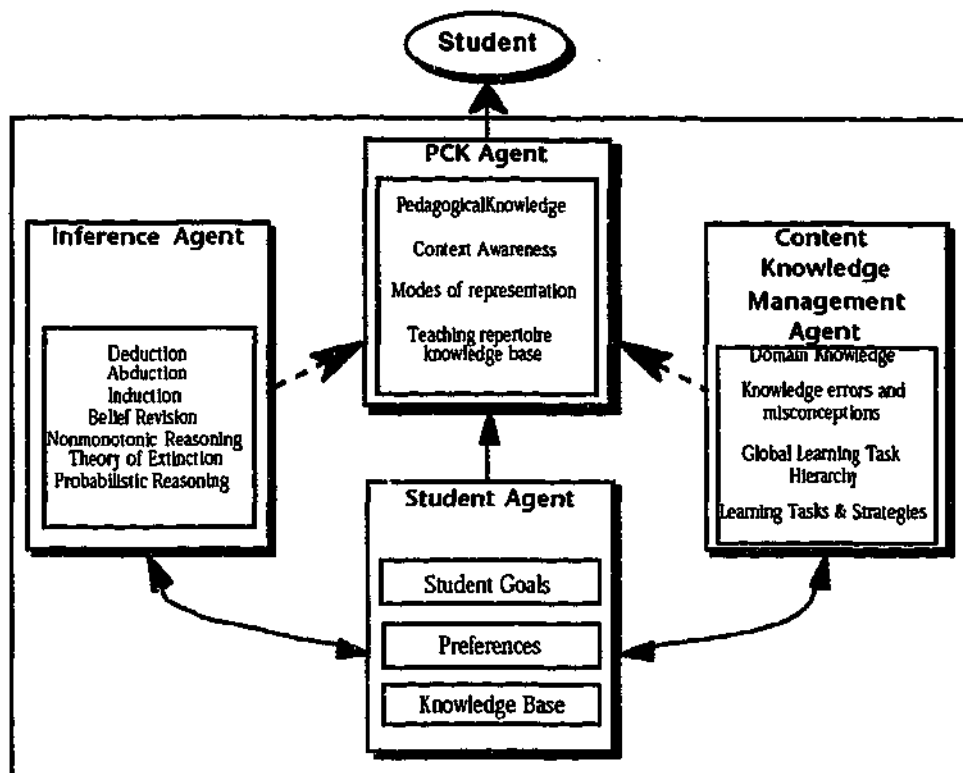 Student
PCK Agent
PedagogicalKnowledge
Context Awareness
Modes of representation
Teaching repertoire
knowledge base
Inference Agent
Deduction
Abduction
Induction
Belief Revision
Nonmonotonic Reasoning
Theory of Extinction
Probabilistic Reasoning
Content
Knowledge
Management
Agent
Domain Knowledge
Knowledge errors and
misconceptions
Global Learning Task
Hierarchy
Learning Tasks & Strategies
Student Agent
Student Goals
Preferences
Knowledge Base